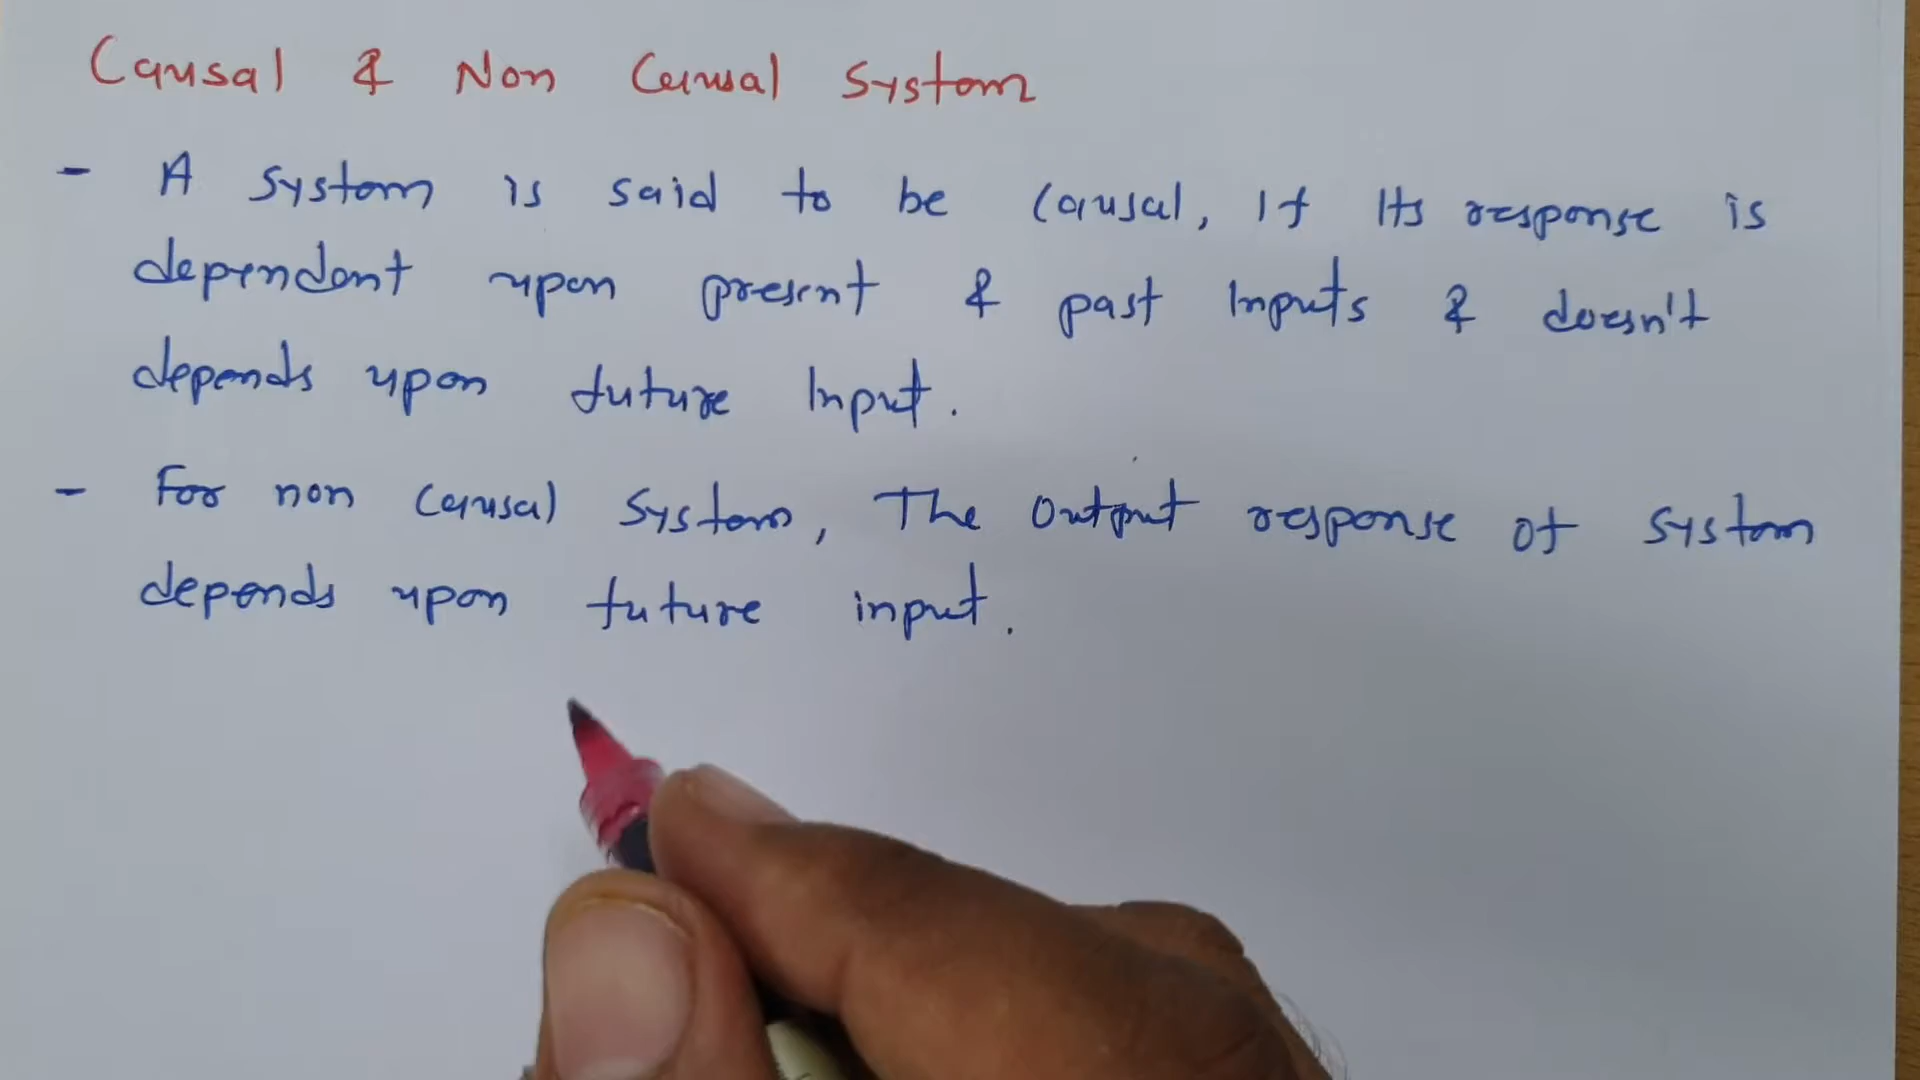 Causal & Non Causal System
- A system is said to be causal, If Its response is
dependent upon present & past Inputs & doesn't
depends upon future Input.
- For non causal system, The output response of system
depends upon future input.